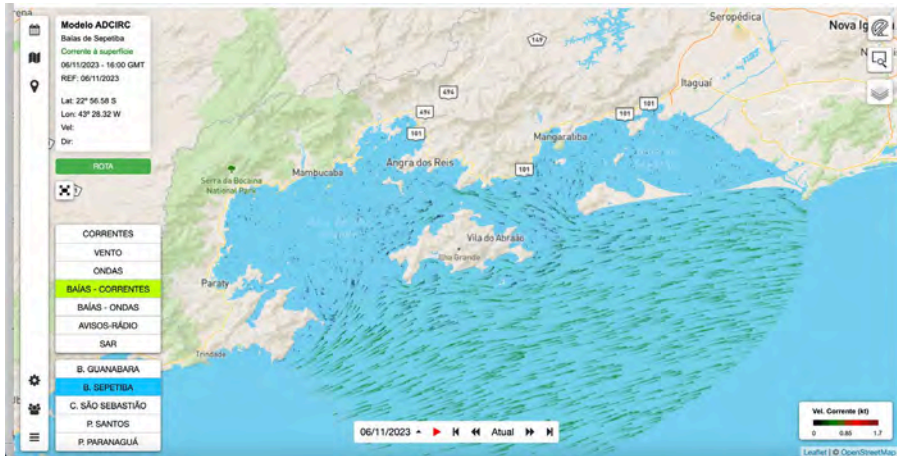 Modelo ADCIRC
Baías de Sepetiba
Corrente à superfície
06/11/2023 - 16:00 GMT
REF: 06/11/2023
Lat: 22º 56.58 S
Lon: 43º 28.32 W
Vel:
Dir:
ROTA
CORRENTES
VENTO
ONDAS
BAÍAS - CORRENTES
BAÍAS - ONDAS
AVISOS-RÁDIO
SAR
B. GUANABARA
B. SEPETIBA
C. SÃO SEBASTIÃO
P. SANTOS
P. PARANAGUÁ
Seropédica
Nova Ig
149
Itaguaí
494
101
494
101
101
Mangaratiba
101
Angra dos Reis
Mambucaba
Serra da Bocaina
National Park
Vila do Abraão
Ilha Grande
Paraty
Trindade
06/11/2023
Atual
Vel. Corrente (kt)
0 0.85 1.7
Leaflet | © OpenStreetMap